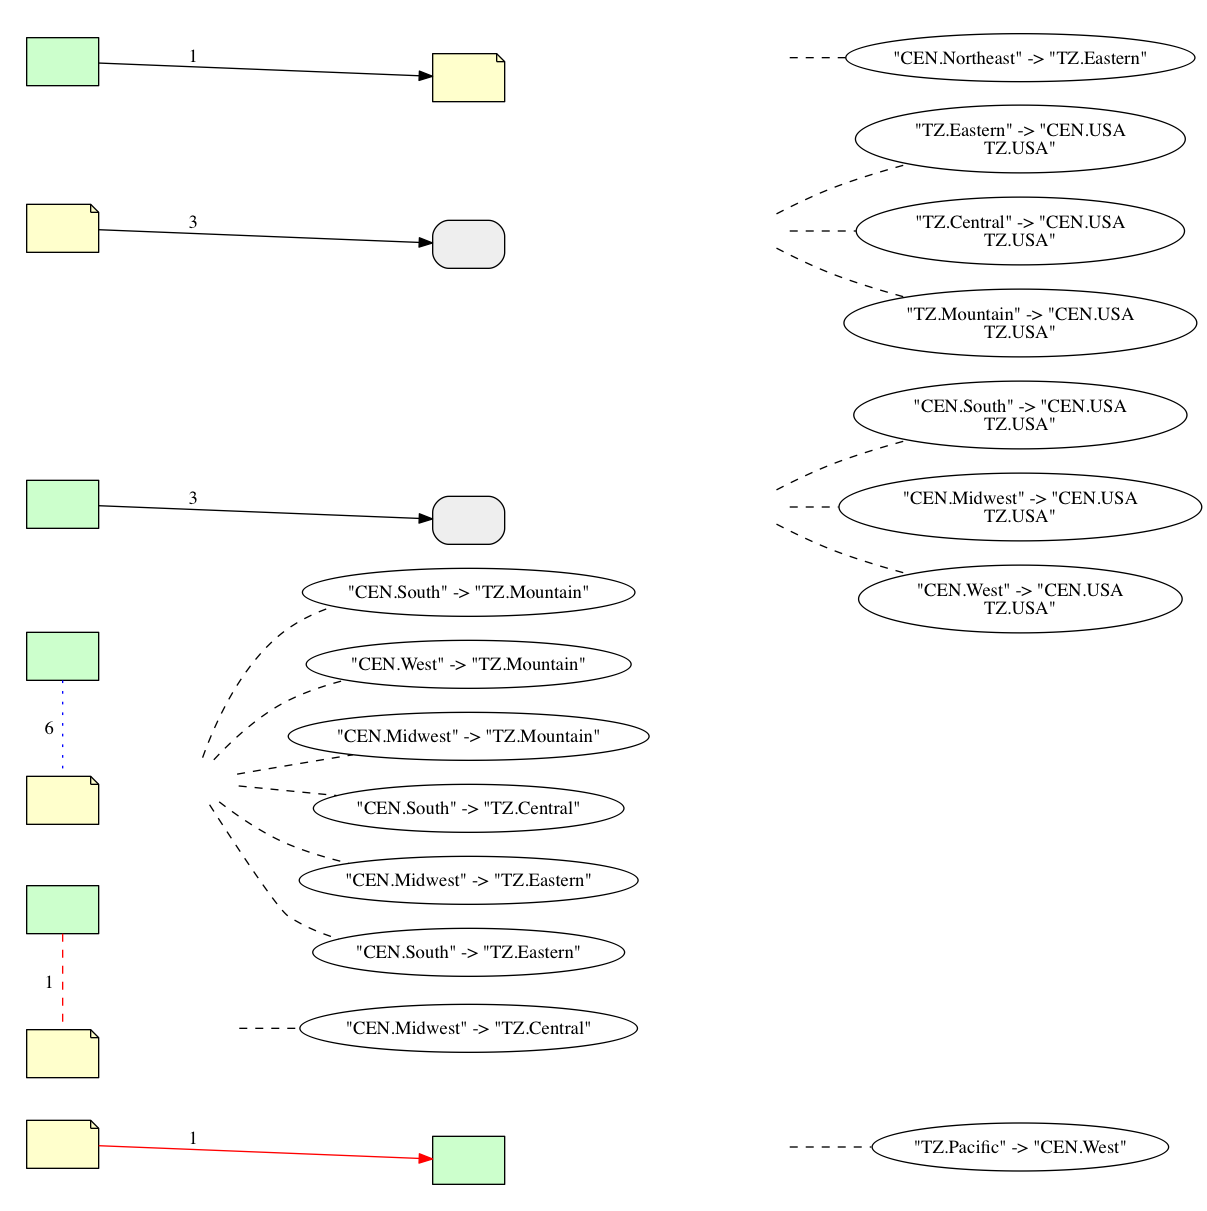 1
"CEN.Northeast" -> "TZ.Eastern"
"TZ.Eastern" -> "CEN.USA
TZ.USA"
3
"TZ.Central" -> "CEN.USA
TZ.USA"
"TZ.Mountain" -> "CEN.USA
TZ.USA"
"CEN.South" -> "CEN.USA
TZ.USA"
3
"CEN.Midwest" -> "CEN.USA
TZ.USA"
"CEN.West" -> "CEN.USA
TZ.USA"
"CEN.South" -> "TZ.Mountain"
"CEN.West" -> "TZ.Mountain"
6
"CEN.Midwest" -> "TZ.Mountain"
"CEN.South" -> "TZ.Central"
"CEN.Midwest" -> "TZ.Eastern"
"CEN.South" -> "TZ.Eastern"
1
"CEN.Midwest" -> "TZ.Central"
1
"TZ.Pacific" -> "CEN.West"